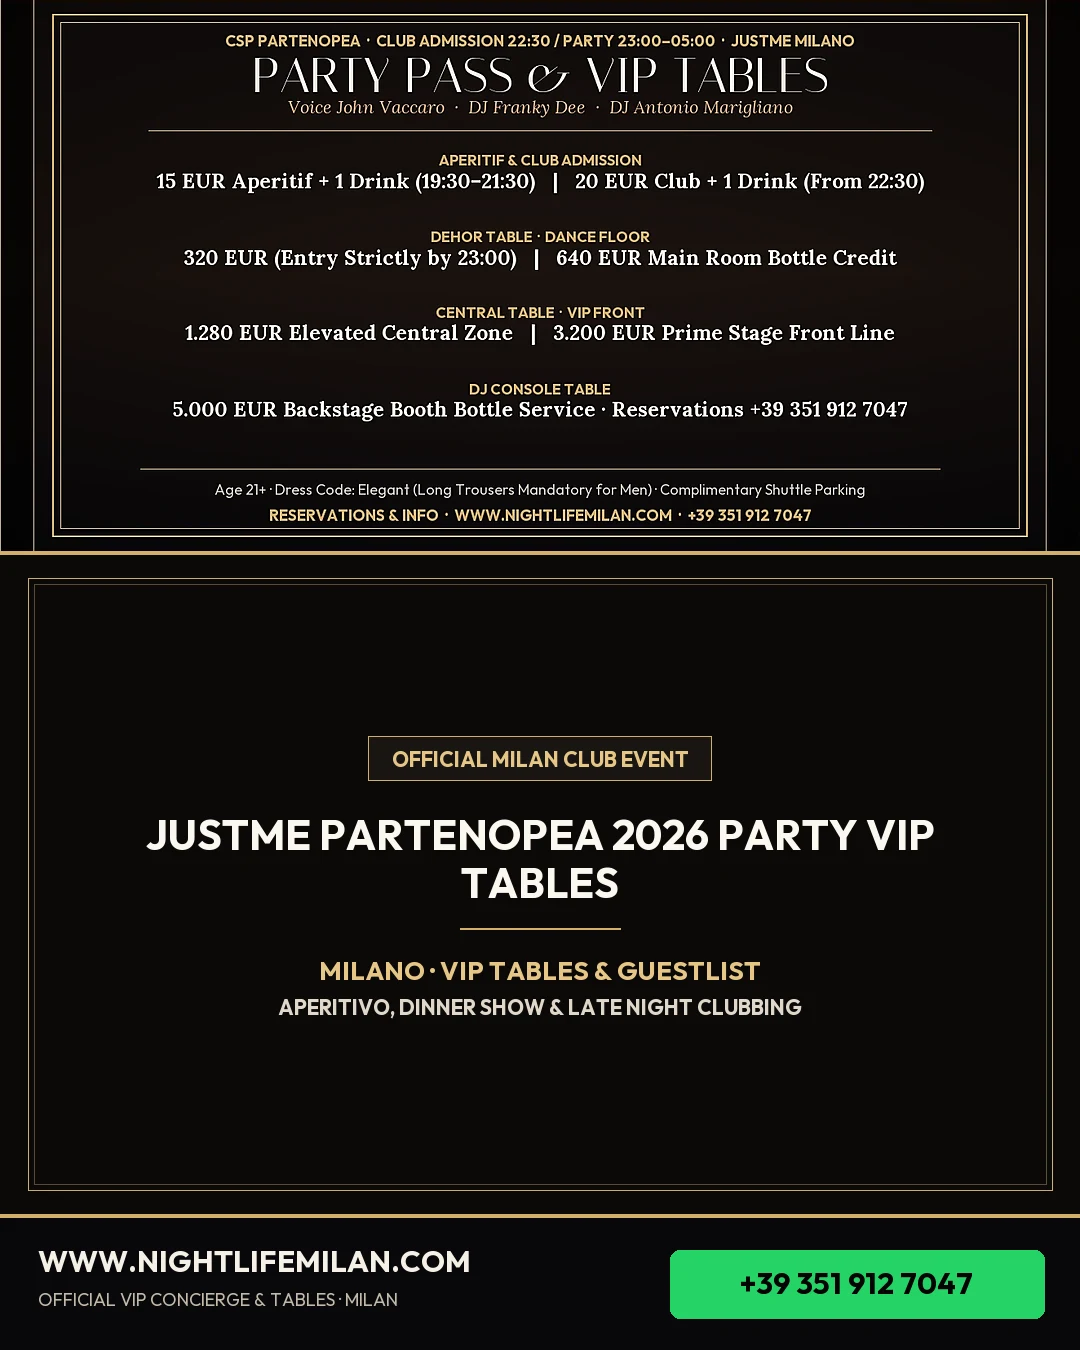 CSP PARTENOPEA · CLUB ADMISSION 22:30 / PARTY 23:00–05:00 · JUSTME MILANO
PARTY PASS & VIP TABLES
Voice John Vaccaro · DJ Franky Dee · DJ Antonio Marigliano
APERITIF & CLUB ADMISSION
15 EUR Aperitif + 1 Drink (19:30–21:30) | 20 EUR Club + 1 Drink (From 22:30)
DEHOR TABLE · DANCE FLOOR
320 EUR (Entry Strictly by 23:00) | 640 EUR Main Room Bottle Credit
CENTRAL TABLE · VIP FRONT
1.280 EUR Elevated Central Zone | 3.200 EUR Prime Stage Front Line
DJ CONSOLE TABLE
5.000 EUR Backstage Booth Bottle Service · Reservations +39 351 912 7047
Age 21+ · Dress Code: Elegant (Long Trousers Mandatory for Men) · Complimentary Shuttle Parking
RESERVATIONS & INFO · WWW.NIGHTLIFEMILAN.COM · +39 351 912 7047
OFFICIAL MILAN CLUB EVENT
JUSTME PARTENOPEA 2026 PARTY VIP
TABLES
MILANO · VIP TABLES & GUESTLIST
APERITIVO, DINNER SHOW & LATE NIGHT CLUBBING
WWW.NIGHTLIFEMILAN.COM
OFFICIAL VIP CONCIERGE & TABLES · MILAN
+39 351 912 7047